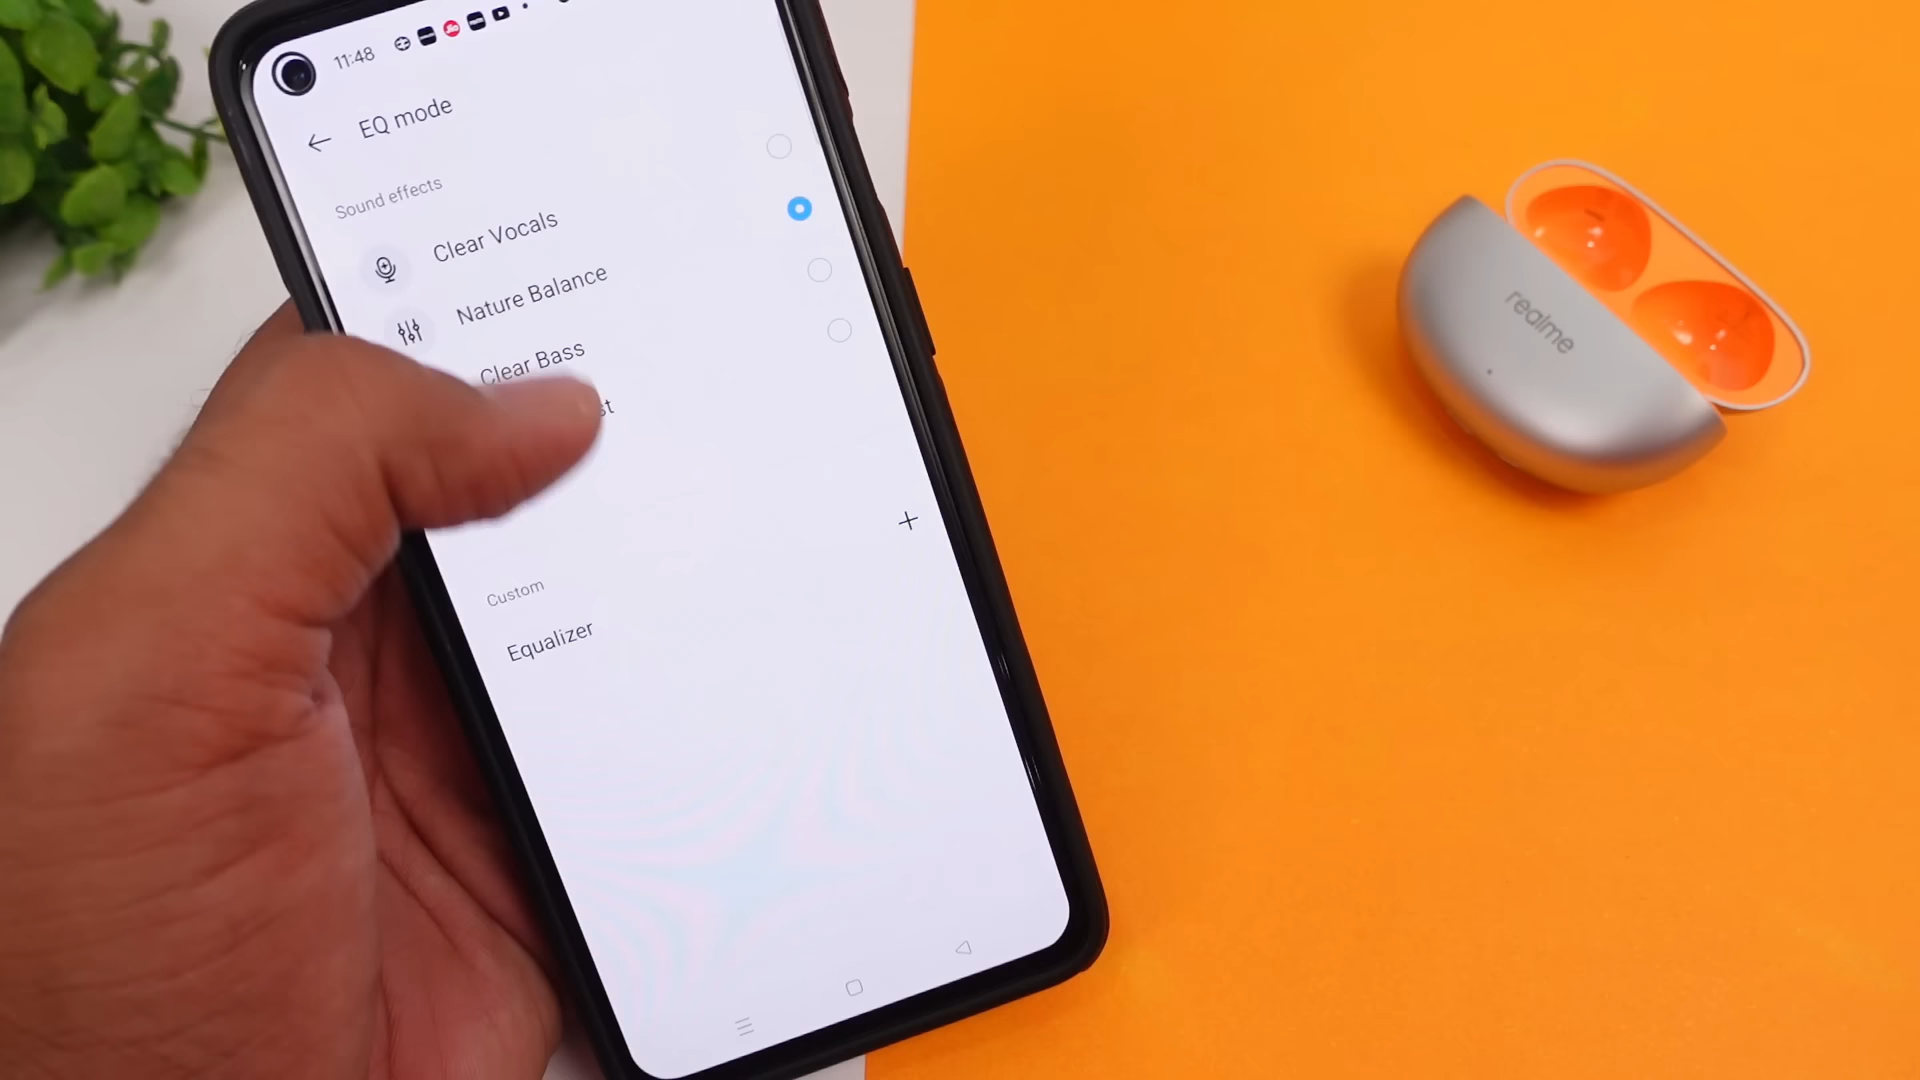 11:48
EQ mode
Sound effects
Clear Vocals
Nature Balance
Clear Bass
Custom
Equalizer
realme